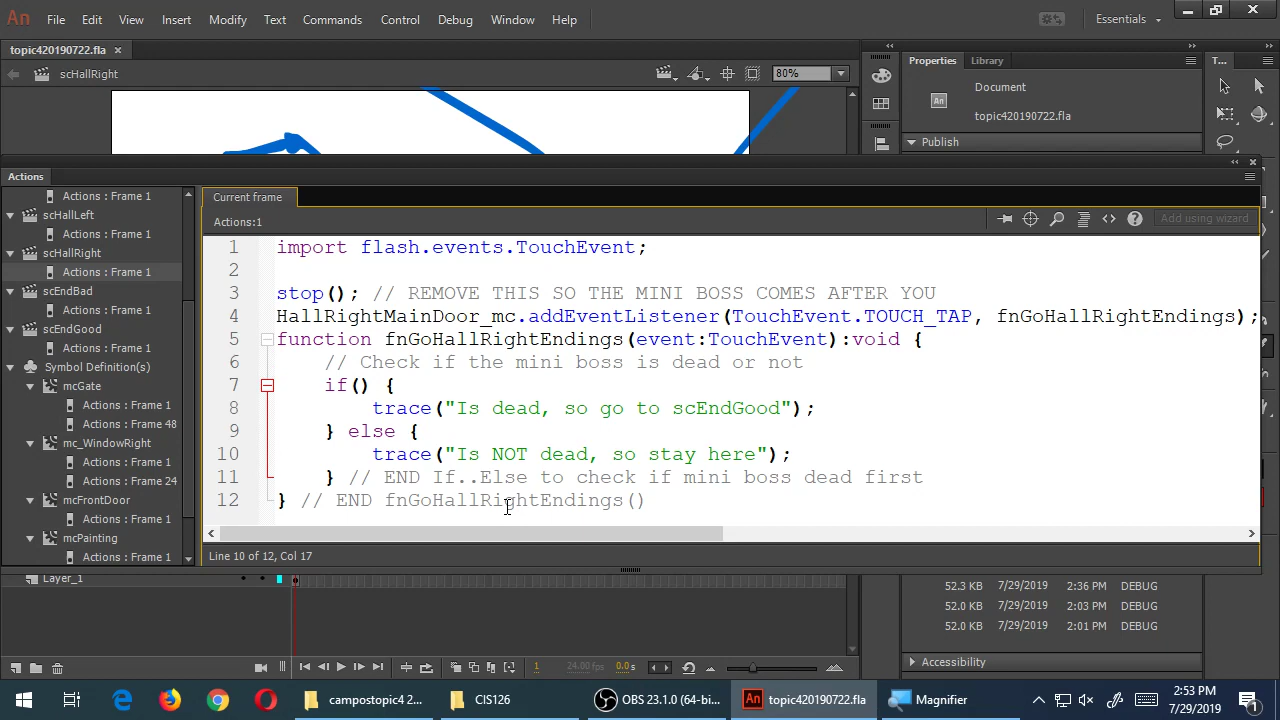 An File Edit View Insert Modify Text Commands Control Debug Window Help Essentials
topic420190722.fla ×
scHallRight 80%
Properties Library T...
Document
An topic420190722.fla
Publish
Actions
Actions : Frame 1
scHallLeft
Actions : Frame 1
scHallRight
Actions : Frame 1
scEndBad
Actions : Frame 1
scEndGood
Actions : Frame 1
Symbol Definition(s)
mcGate
Actions : Frame 1
Actions : Frame 48
mc_WindowRight
Actions : Frame 1
Actions : Frame 24
mcFrontDoor
Actions : Frame 1
mcPainting
Actions : Frame 1
Current frame
Actions:1 Add using wizard
1 import flash.events.TouchEvent;
2
3 stop(); // REMOVE THIS SO THE MINI BOSS COMES AFTER YOU
4 HallRightMainDoor_mc.addEventListener(TouchEvent.TOUCH_TAP, fnGoHallRightEndings);
5 function fnGoHallRightEndings(event:TouchEvent):void {
6 // Check if the mini boss is dead or not
7 if() {
8 trace("Is dead, so go to scEndGood");
9 } else {
10 trace("Is NOT dead, so stay here");
11 } // END If..Else to check if mini boss dead first
12 } // END fnGoHallRightEndings()
Line 10 of 12, Col 17
Layer_1
52.3 KB 7/29/2019 2:36 PM DEBUG
52.0 KB 7/29/2019 2:03 PM DEBUG
52.0 KB 7/29/2019 2:01 PM DEBUG
1 24.00 fps 0.0 s
Accessibility
campostopic4 2... CIS126 OBS 23.1.0 (64-bi... An topic420190722.fla Magnifier
2:53 PM
7/29/2019
1